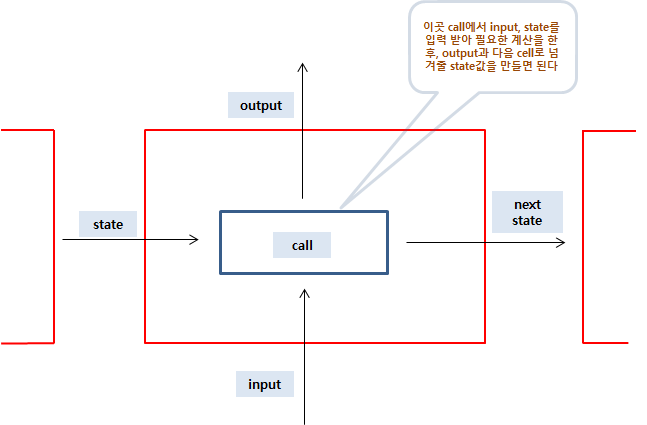 이곳 call에서 input, state를
입력 받아 필요한 계산을 한
후, output과 다음 cell로 넘
겨줄 state값을 만들면 된다
output
state
next
state
call
input